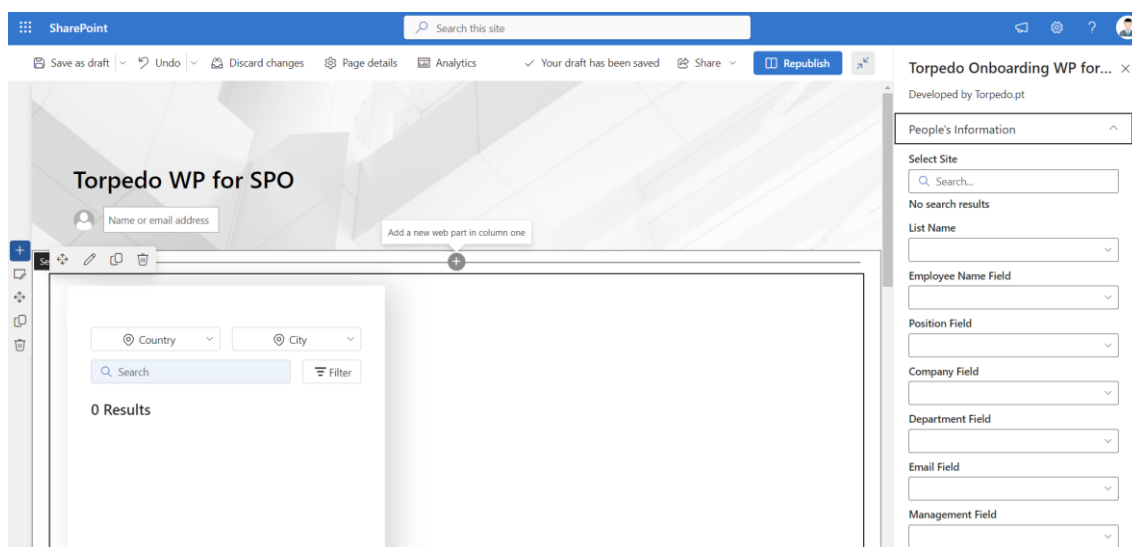 SharePoint
Search this site
Save as draft
Undo
Discard changes
Page details
Analytics
Your draft has been saved
Share
Republish
Torpedo WP for SPO
Name or email address
Add a new web part in column one
Se
Country
City
Search
Filter
0 Results
Torpedo Onboarding WP for...
Developed by Torpedo.pt
People's Information
Select Site
Search...
No search results
List Name
Employee Name Field
Position Field
Company Field
Department Field
Email Field
Management Field